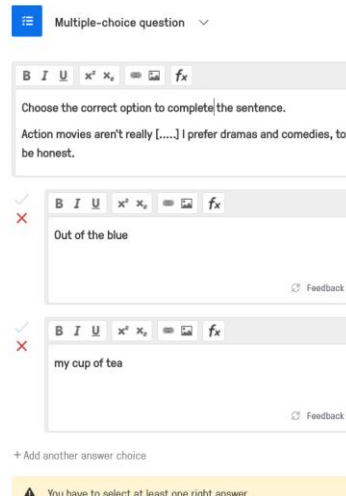 Multiple-choice question
B I U x² x₂ fx
Choose the correct option to complete the sentence.
Action movies aren't really [.....] I prefer dramas and comedies, to
be honest.
B I U x² x₂ fx
Out of the blue
Feedback
B I U x² x₂ fx
my cup of tea
Feedback
+ Add another answer choice
You have to select at least one right answer